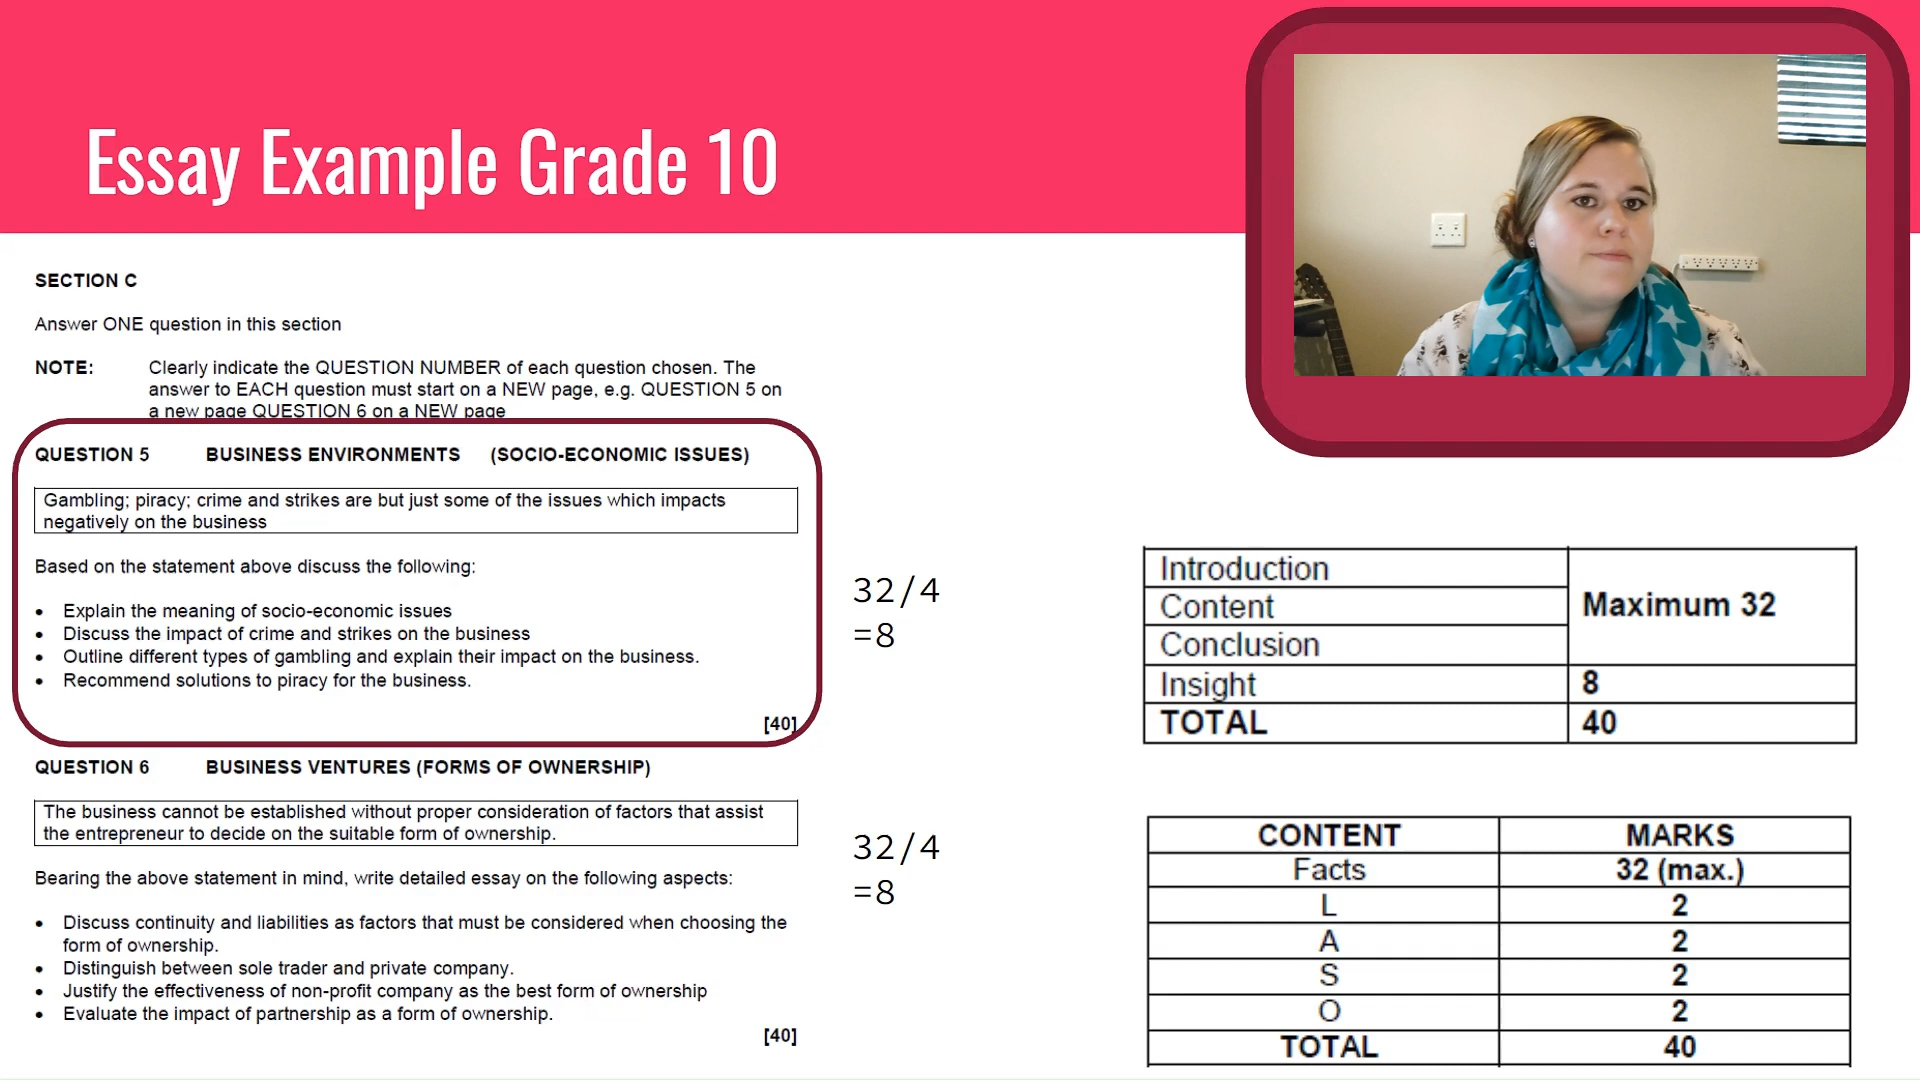 Essay Example Grade 10
SECTION C
Answer ONE question in this section
NOTE: Clearly indicate the QUESTION NUMBER of each question chosen. The
answer to EACH question must start on a NEW page, e.g. QUESTION 5 on
a new page QUESTION 6 on a NEW page
QUESTION 5 BUSINESS ENVIRONMENTS (SOCIO-ECONOMIC ISSUES)
Gambling; piracy; crime and strikes are but just some of the issues which impacts
negatively on the business
Based on the statement above discuss the following:
• Explain the meaning of socio-economic issues
• Discuss the impact of crime and strikes on the business
• Outline different types of gambling and explain their impact on the business.
• Recommend solutions to piracy for the business.
[40]
32/4
=8
QUESTION 6 BUSINESS VENTURES (FORMS OF OWNERSHIP)
The business cannot be established without proper consideration of factors that assist
the entrepreneur to decide on the suitable form of ownership.
Bearing the above statement in mind, write detailed essay on the following aspects:
• Discuss continuity and liabilities as factors that must be considered when choosing the
form of ownership.
• Distinguish between sole trader and private company.
• Justify the effectiveness of non-profit company as the best form of ownership
• Evaluate the impact of partnership as a form of ownership.
[40]
32/4
=8
Introduction
Content
Conclusion
Maximum 32
Insight 8
TOTAL 40
CONTENT MARKS
Facts 32 (max.)
L 2
A 2
S 2
O 2
TOTAL 40